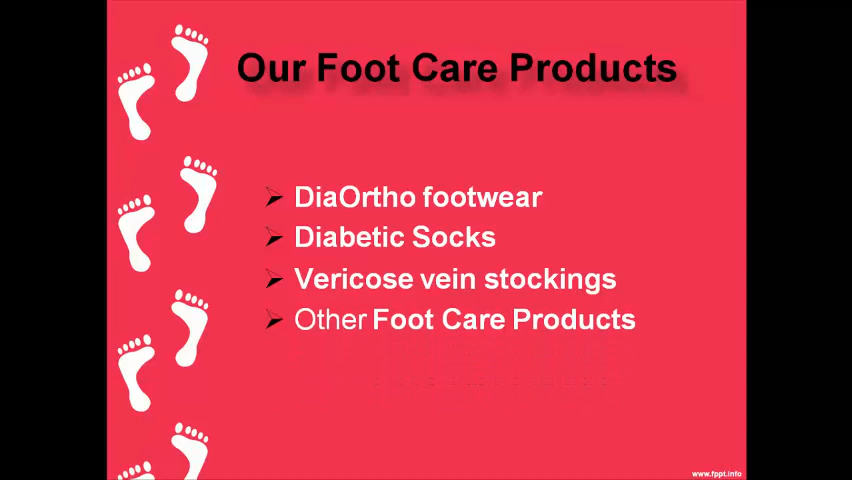 Our Foot Care Products
DiaOrtho footwear
Diabetic Socks
Vericose vein stockings
Other Foot Care Products
www.fppt.info